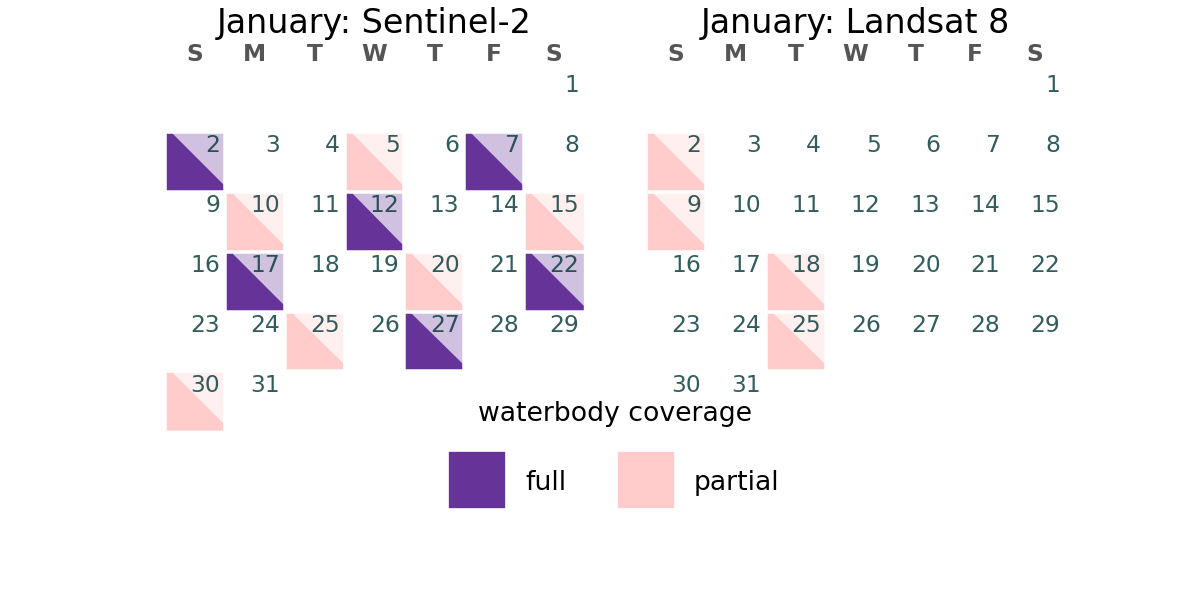 January: Sentinel-2
S M T W T F S
1
2 3 4 5 6 7 8
9 10 11 12 13 14 15
16 17 18 19 20 21 22
23 24 25 26 27 28 29
30 31
January: Landsat 8
S M T W T F S
1
2 3 4 5 6 7 8
9 10 11 12 13 14 15
16 17 18 19 20 21 22
23 24 25 26 27 28 29
30 31
waterbody coverage
full partial